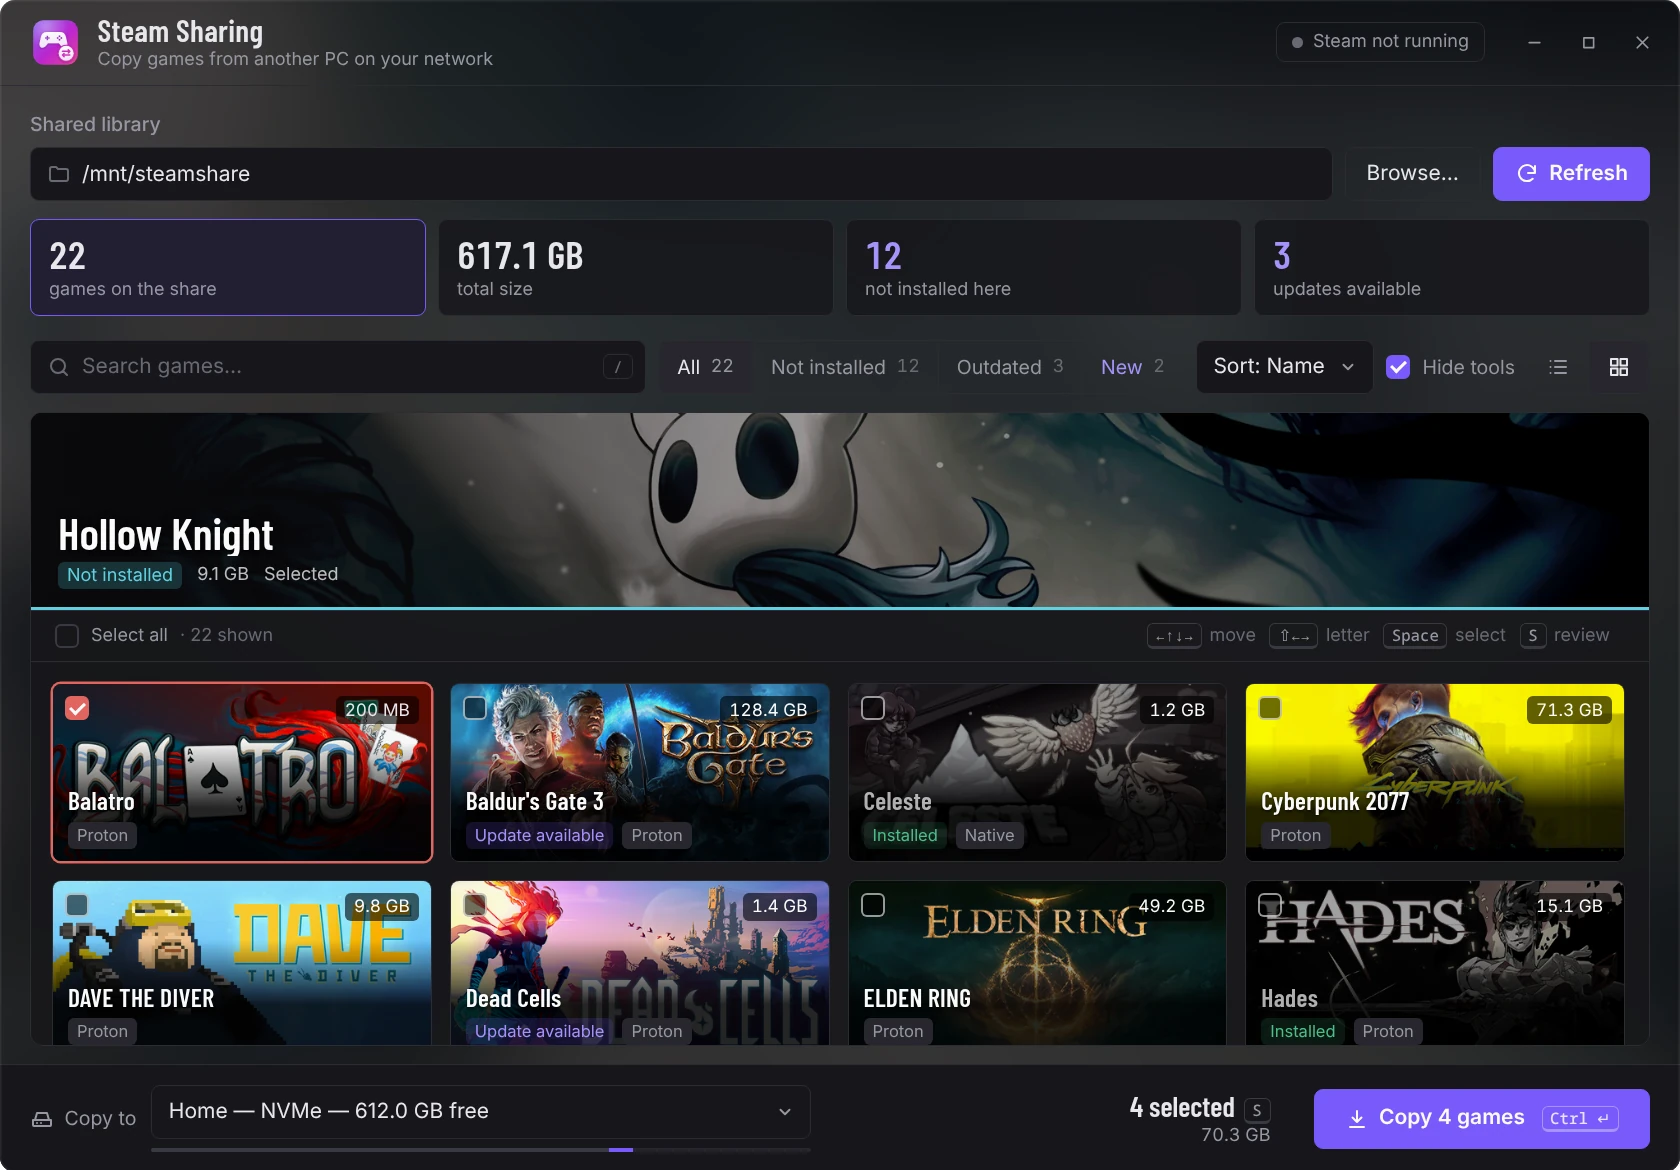 Steam Sharing
Copy games from another PC on your network
Steam not running
Shared library
/mnt/steamshare
Browse...
Refresh
22
games on the share
617.1 GB
total size
12
not installed here
3
updates available
Search games...
/
All 22
Not installed 12
Outdated 3
New 2
Sort: Name
Hide tools
Hollow Knight
Not installed 9.1 GB Selected
Select all · 22 shown
←↑↓→ move ⇧←→ letter Space select S review
200 MB
BALATRO
Balatro
Proton
128.4 GB
Baldur's Gate
Baldur's Gate 3
Update available Proton
1.2 GB
Celeste
Installed Native
71.3 GB
CYBERPUNK
Cyberpunk 2077
Proton
9.8 GB
DAVE
THE DIVER
DAVE THE DIVER
Proton
1.4 GB
DEAD CELLS
Dead Cells
Update available Proton
49.2 GB
ELDEN RING
ELDEN RING
Proton
15.1 GB
HADES
Hades
Installed Proton
Copy to
Home — NVMe — 612.0 GB free
4 selected S
70.3 GB
Copy 4 games Ctrl ↵